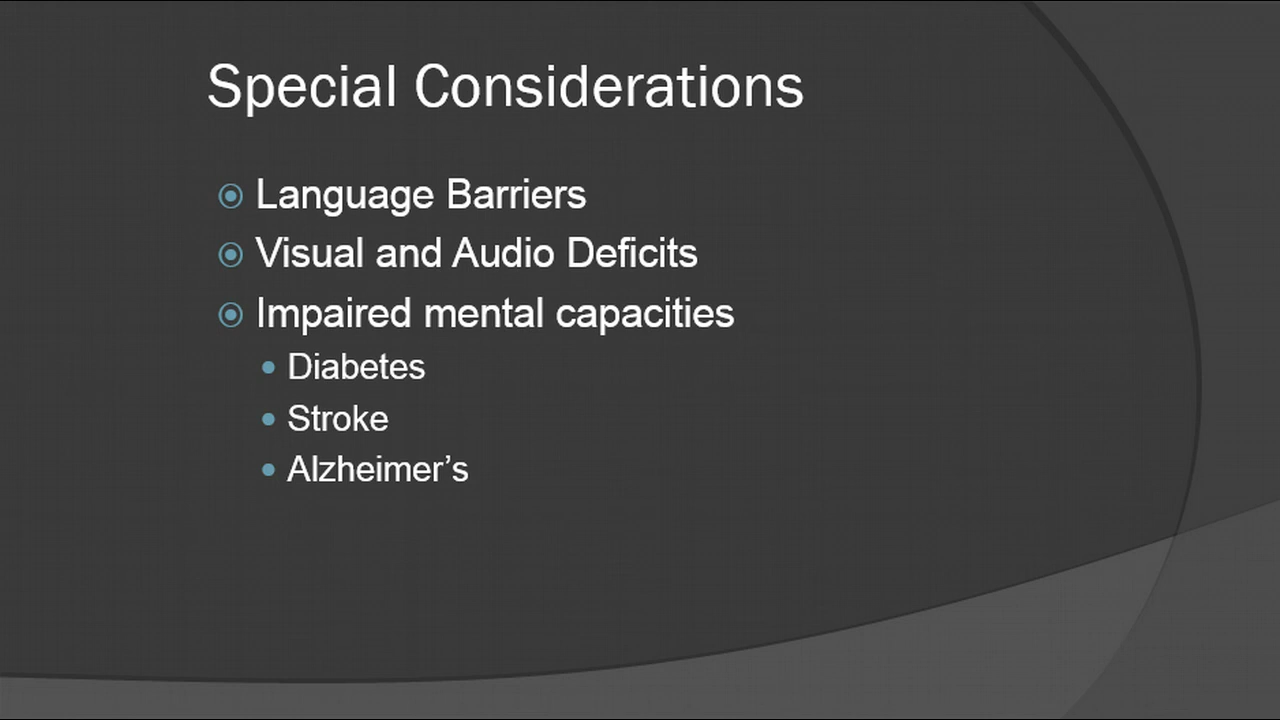 Special Considerations
Language Barriers
Visual and Audio Deficits
Impaired mental capacities
Diabetes
Stroke
Alzheimer’s